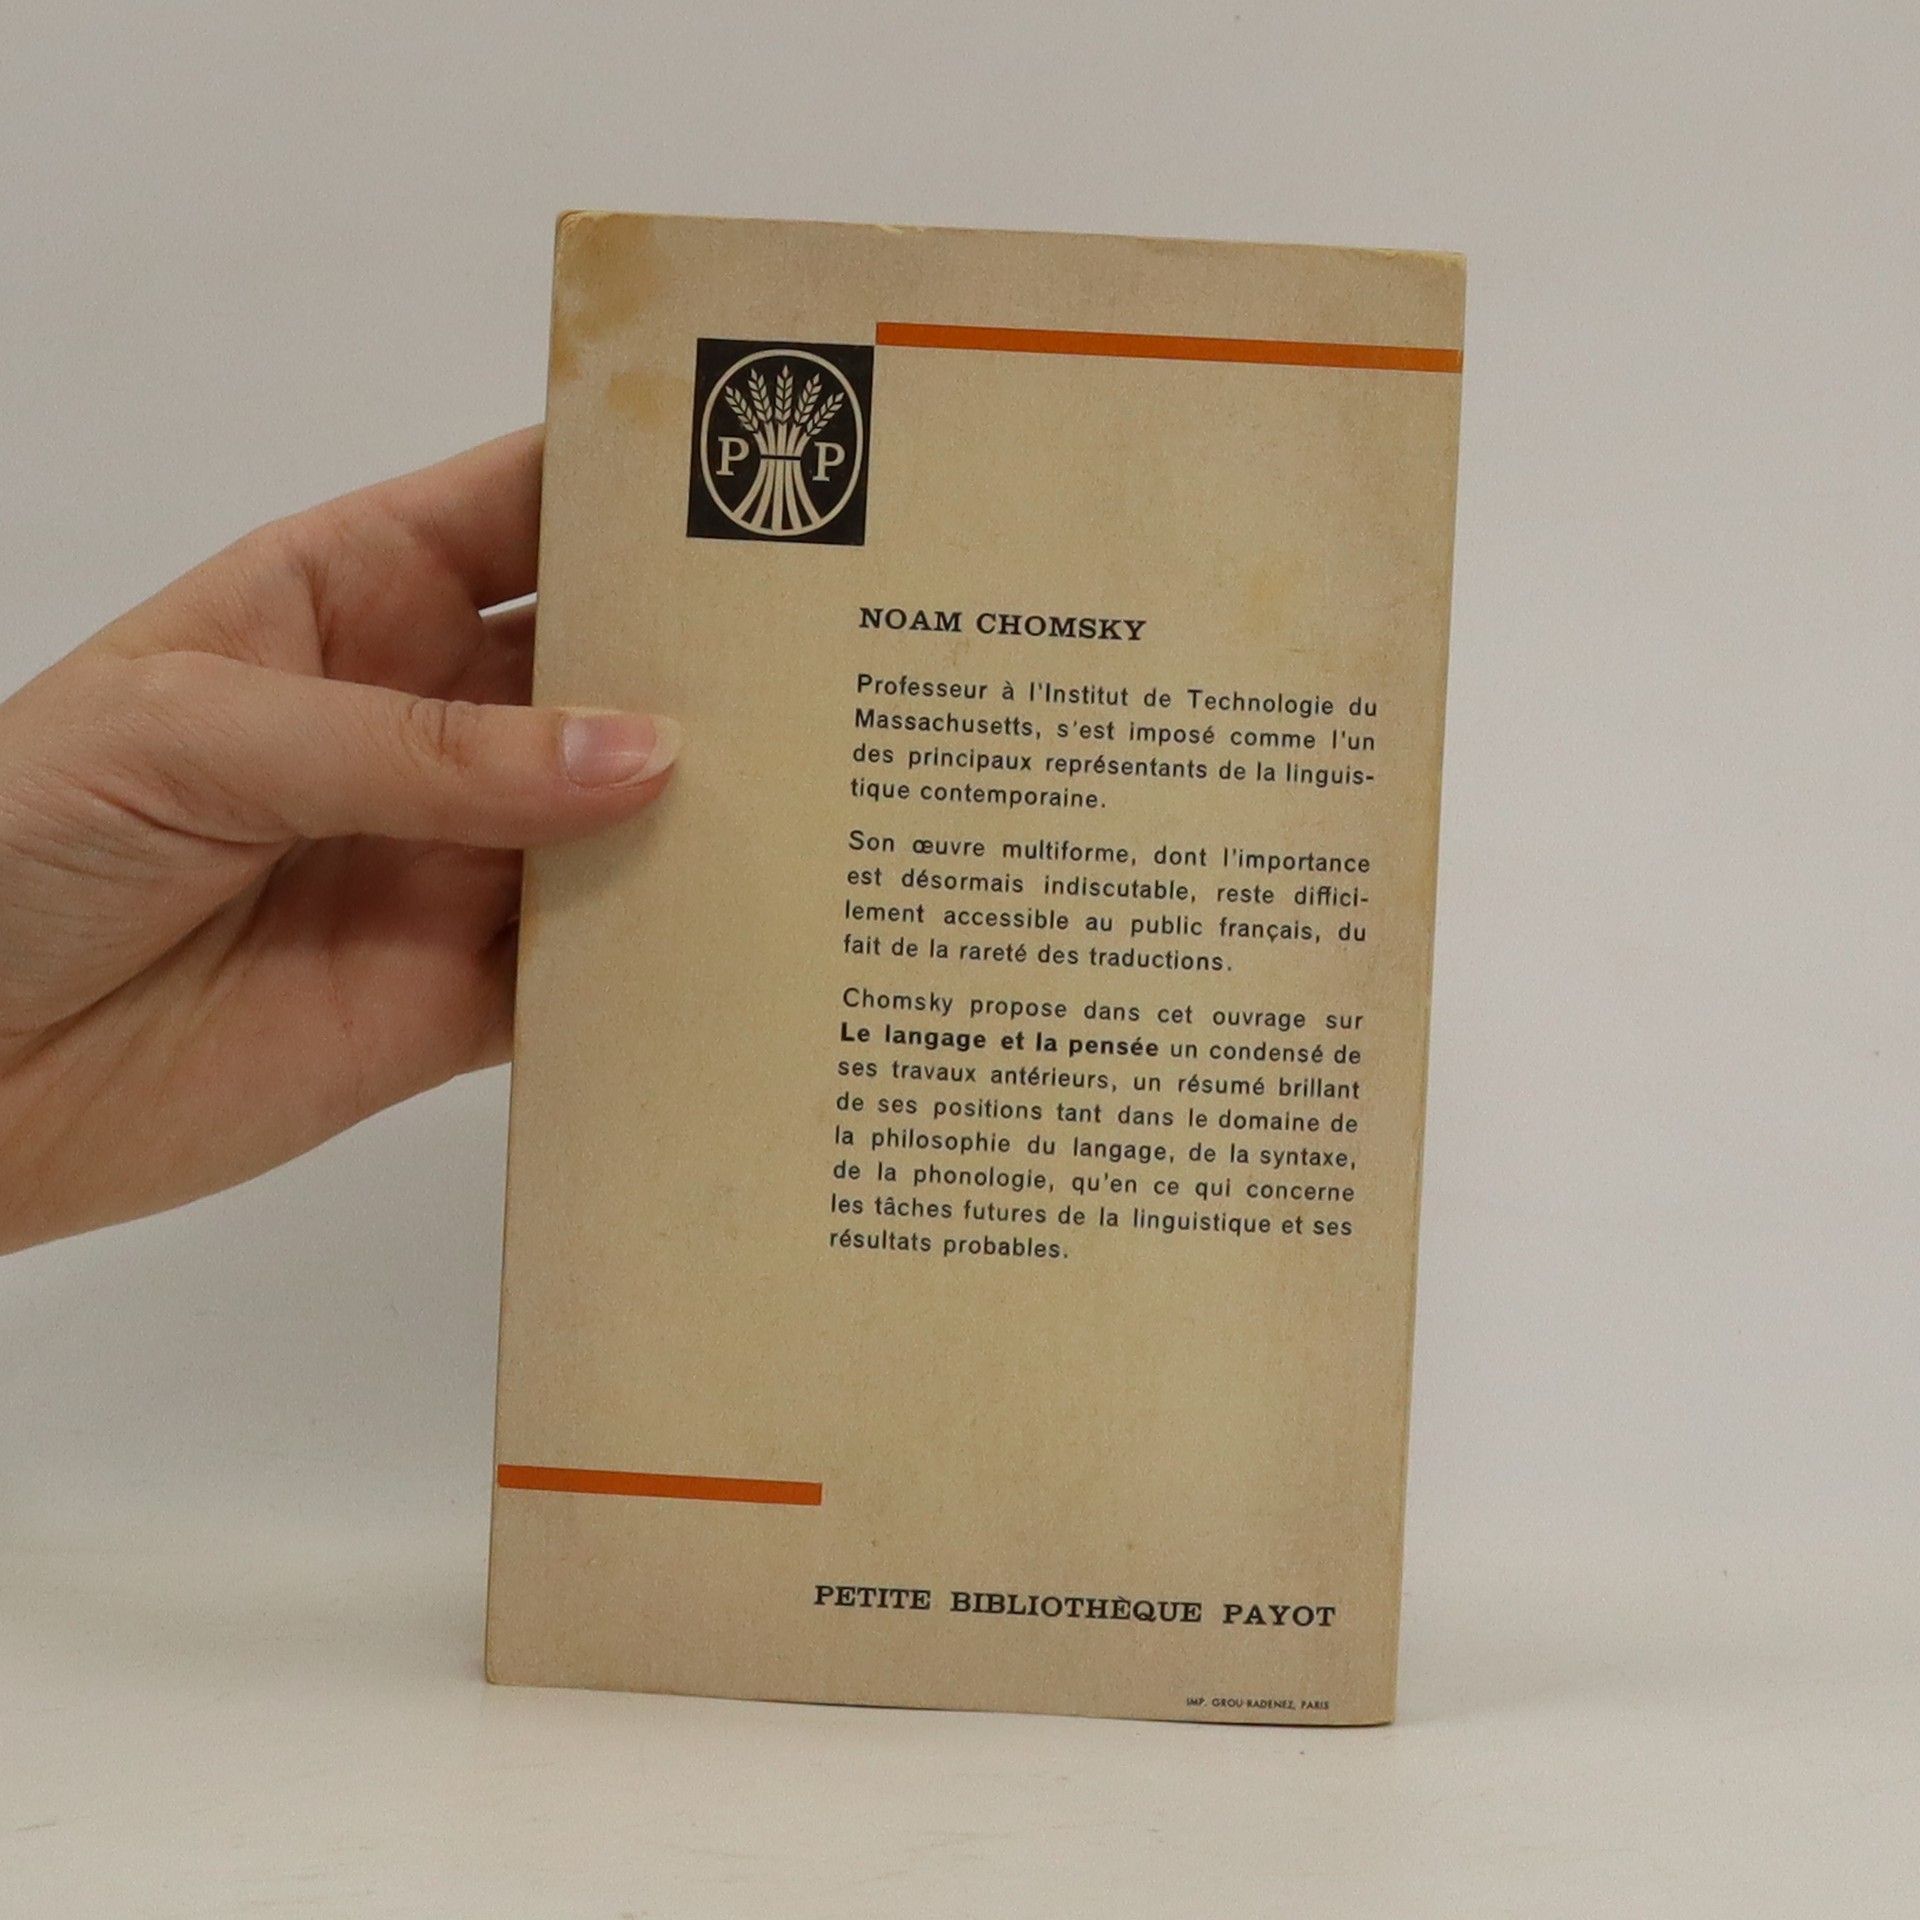 P P
NOAM CHOMSKY
Professeur à l'Institut de Technologie du
Massachusetts, s'est imposé comme l'un
des principaux représentants de la linguis-
tique contemporaine.
Son œuvre multiforme, dont l'importance
est désormais indiscutable, reste diffici-
lement accessible au public français, du
fait de la rareté des traductions.
Chomsky propose dans cet ouvrage sur
Le langage et la pensée un condensé de
ses travaux antérieurs, un résumé brillant
de ses positions tant dans le domaine de
la philosophie du langage, de la syntaxe,
de la phonologie, qu'en ce qui concerne
les tâches futures de la linguistique et ses
résultats probables.
PETITE BIBLIOTHÈQUE PAYOT
IMP. GROU-RADENEZ, PARIS